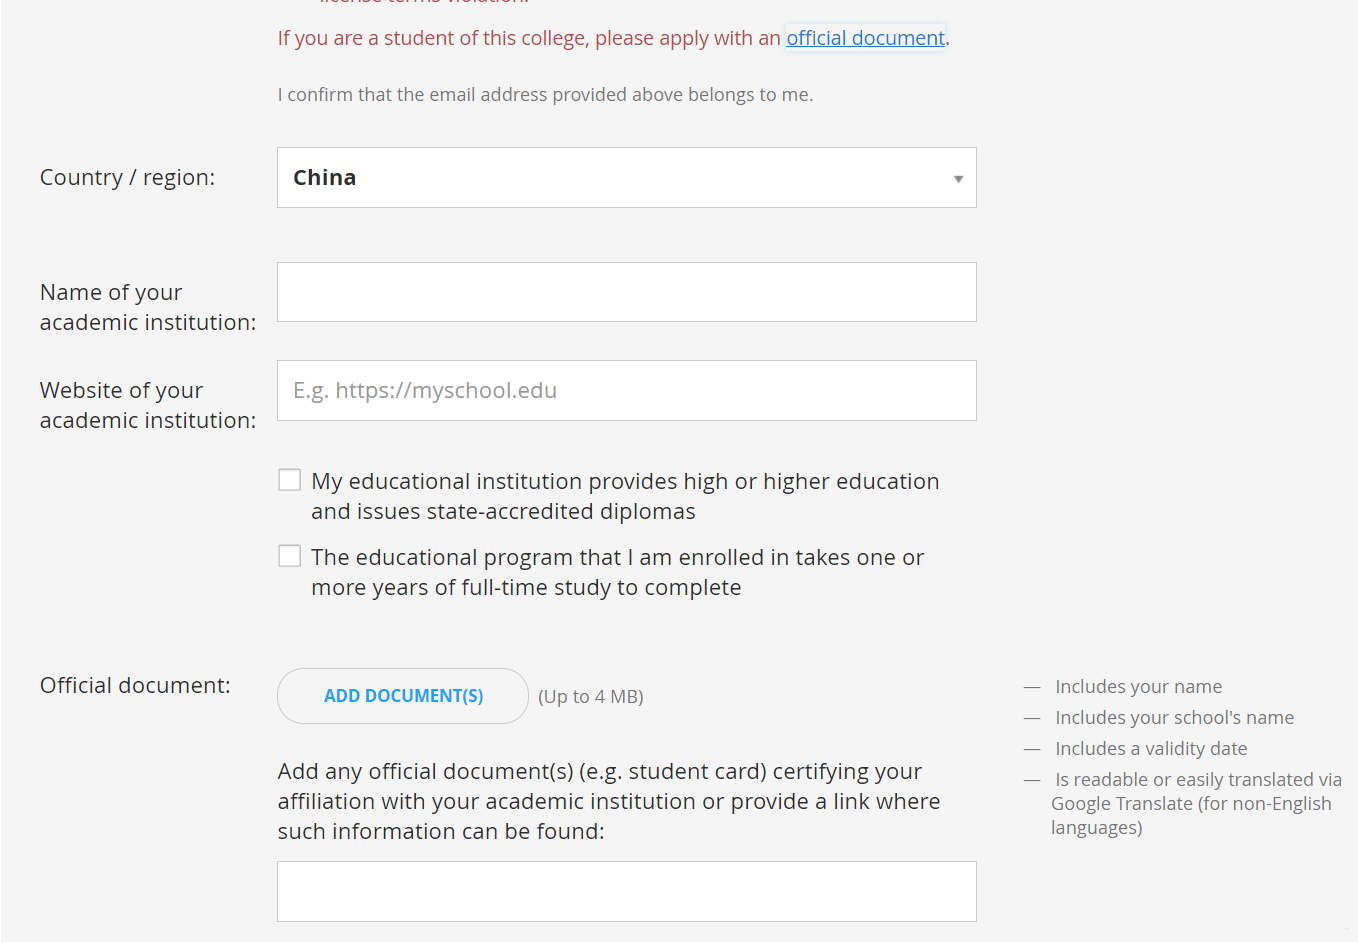 license terms violation.
If you are a student of this college, please apply with an official document.
I confirm that the email address provided above belongs to me.
Country / region:
China
Name of your
academic institution:
Website of your
academic institution:
E.g. https://myschool.edu
My educational institution provides high or higher education
and issues state-accredited diplomas
The educational program that I am enrolled in takes one or
more years of full-time study to complete
Official document:
ADD DOCUMENT(S)
(Up to 4 MB)
Add any official document(s) (e.g. student card) certifying your
affiliation with your academic institution or provide a link where
such information can be found:
— Includes your name
— Includes your school's name
— Includes a validity date
— Is readable or easily translated via
Google Translate (for non-English
languages)